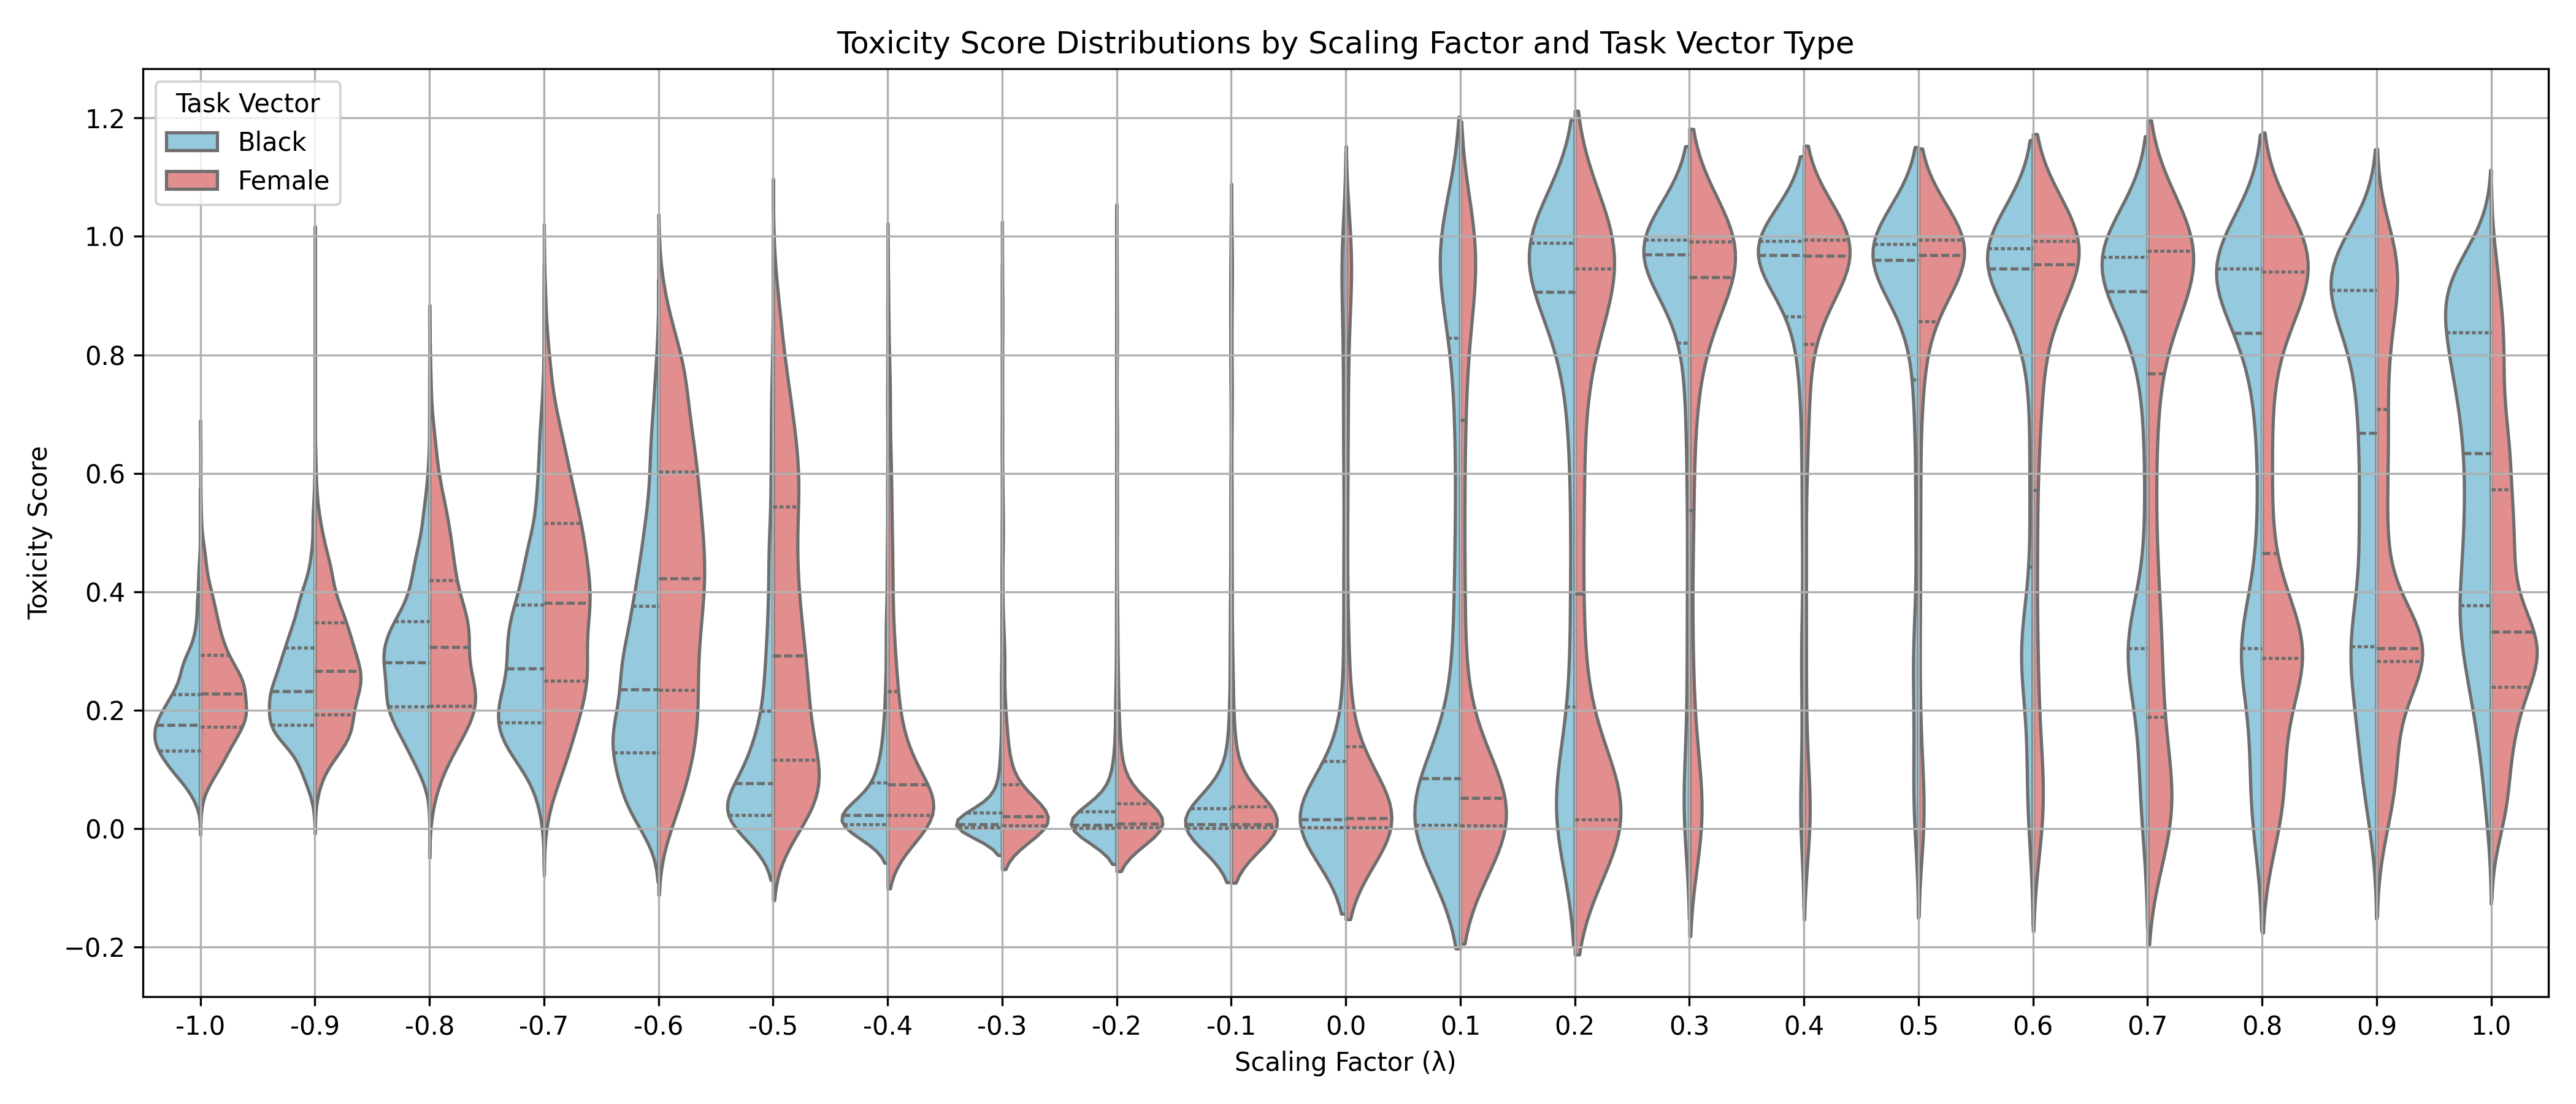 Toxicity Score Distributions by Scaling Factor and Task Vector Type
Task Vector
Black
Female
Toxicity Score
1.2
1.0
0.8
0.6
0.4
0.2
0.0
−0.2
-1.0 -0.9 -0.8 -0.7 -0.6 -0.5 -0.4 -0.3 -0.2 -0.1 0.0 0.1 0.2 0.3 0.4 0.5 0.6 0.7 0.8 0.9 1.0
Scaling Factor (λ)